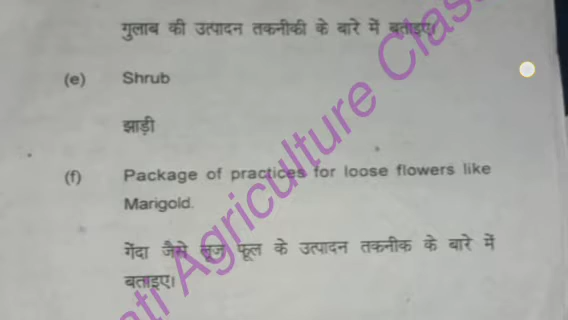 गुलाब की उत्पादन तकनीकी के बारे में बताइए।
(e) Shrub
झाड़ी
(f) Package of practices for loose flowers like
Marigold.
गेंदा जैसे लूज फूल के उत्पादन तकनीक के बारे में
बताइए।
Agriculture